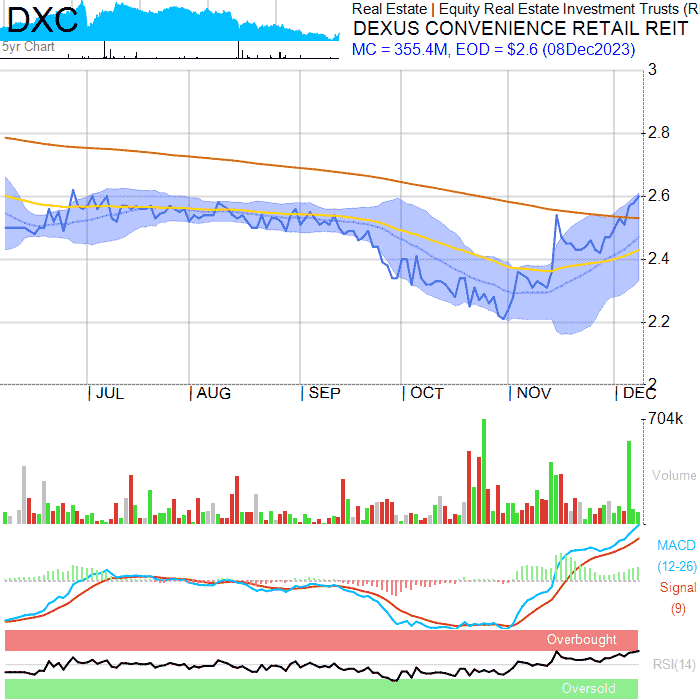 DXC
Real Estate | Equity Real Estate Investment Trusts (R
DEXUS CONVENIENCE RETAIL REIT
5yr Chart
MC = 355.4M, EOD = $2.6 (08Dec2023)
3
2.8
2.6
2.4
2.2
2
JUL
AUG
SEP
OCT
NOV
DEC
704k
Volume
MACD
(12-26)
Signal
(9)
Overbought
RSI(14)
Oversold